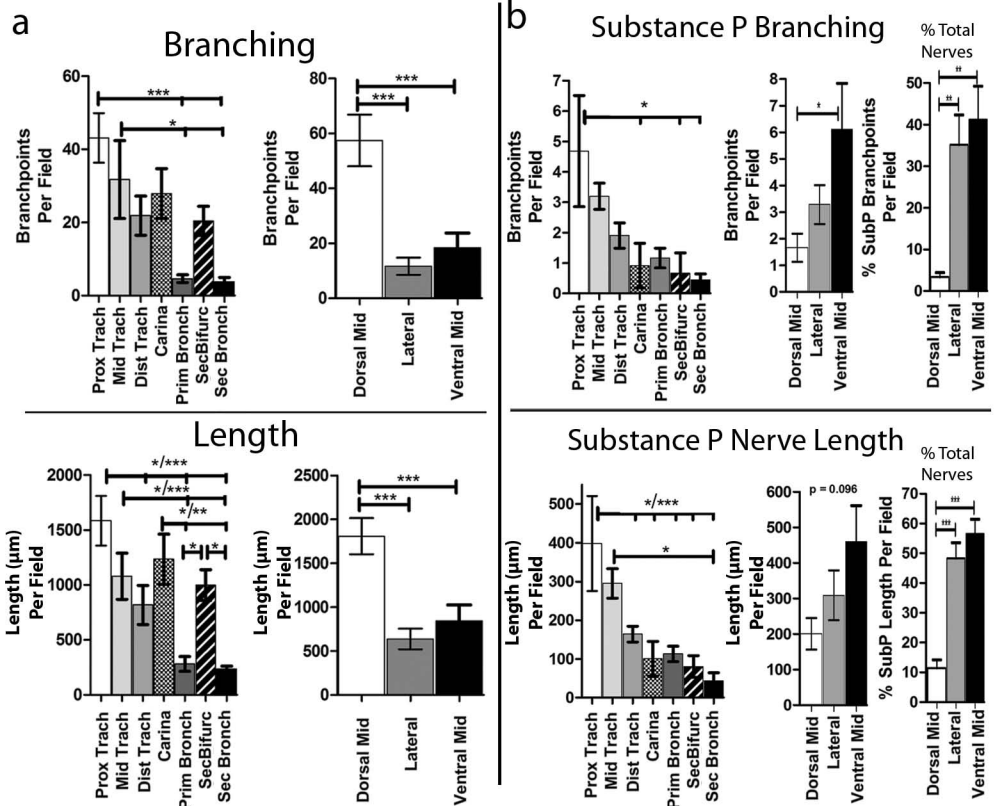 a
Branching
Branchpoints
Per Field
60
40
20
0
***
*
Prox Trach
Mid Trach
Dist Trach
Carina
Prim Bronch
SecBifurc
Sec Bronch
Branchpoints
Per Field
80
60
40
20
0
***
***
Dorsal Mid
Lateral
Ventral Mid
Length
Length (µm)
Per Field
2000
1500
1000
500
0
*/***
*/***
*/**
*
*
Prox Trach
Mid Trach
Dist Trach
Carina
Prim Bronch
SecBifurc
Sec Bronch
Length (µm)
Per Field
2500
2000
1500
1000
500
0
***
***
Dorsal Mid
Lateral
Ventral Mid
b
Substance P Branching
Branchpoints
Per Field
7
6
5
4
3
2
1
0
*
Prox Trach
Mid Trach
Dist Trach
Carina
Prim Bronch
SecBifurc
Sec Bronch
Branchpoints
Per Field
8
7
6
5
4
3
2
1
0
Dorsal Mid
Lateral
Ventral Mid
% Total
Nerves
% SubP Branchpoints
Per Field
50
40
30
20
10
0
Dorsal Mid
Lateral
Ventral Mid
Substance P Nerve Length
Length (µm)
Per Field
500
400
300
200
100
0
*/***
*
Prox Trach
Mid Trach
Dist Trach
Carina
Prim Bronch
SecBifurc
Sec Bronch
Length (µm)
Per Field
600
500
400
300
200
100
0
p = 0.096
Dorsal Mid
Lateral
Ventral Mid
% Total
Nerves
% SubP Length Per Field
70
60
50
40
30
20
10
0
Dorsal Mid
Lateral
Ventral Mid